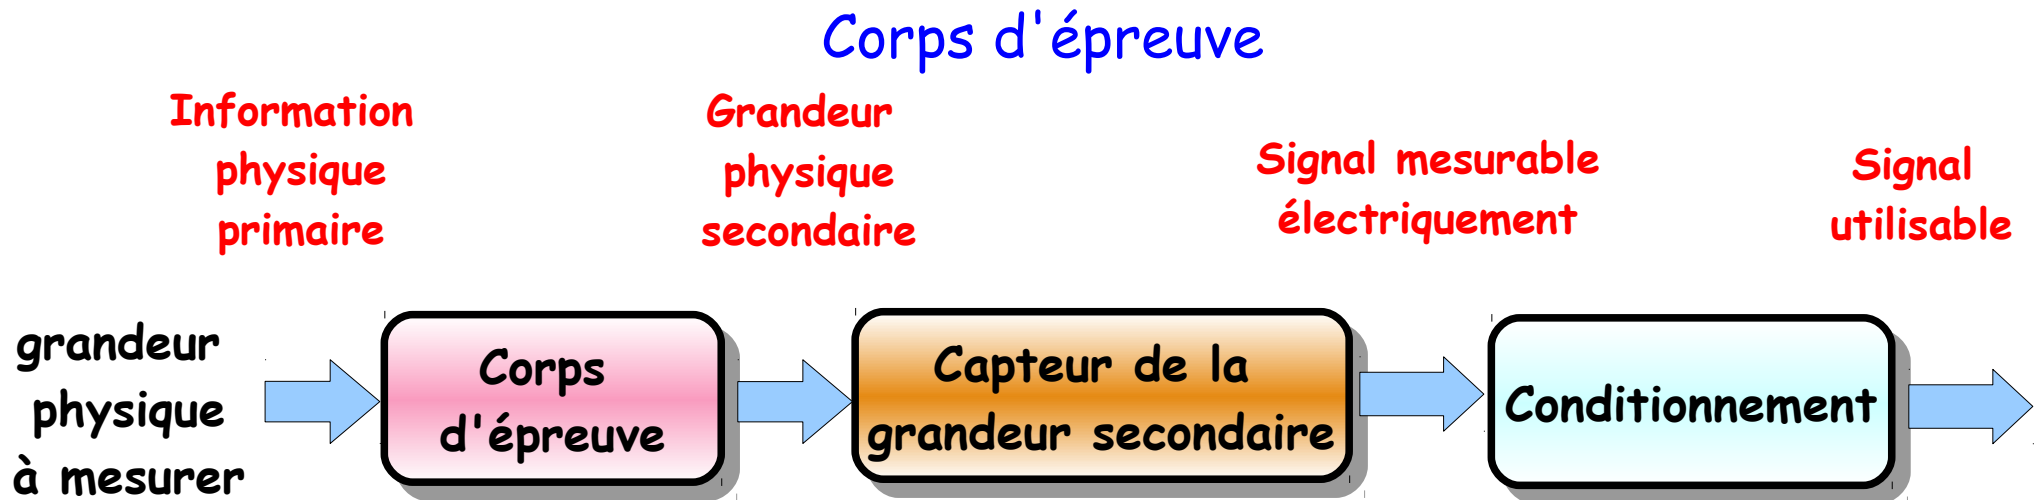 Corps d'épreuve
Information
physique
primaire
Grandeur
physique
secondaire
Signal mesurable
électriquement
Signal
utilisable
grandeur
physique
à mesurer
Corps
d'épreuve
Capteur de la
grandeur secondaire
Conditionnement